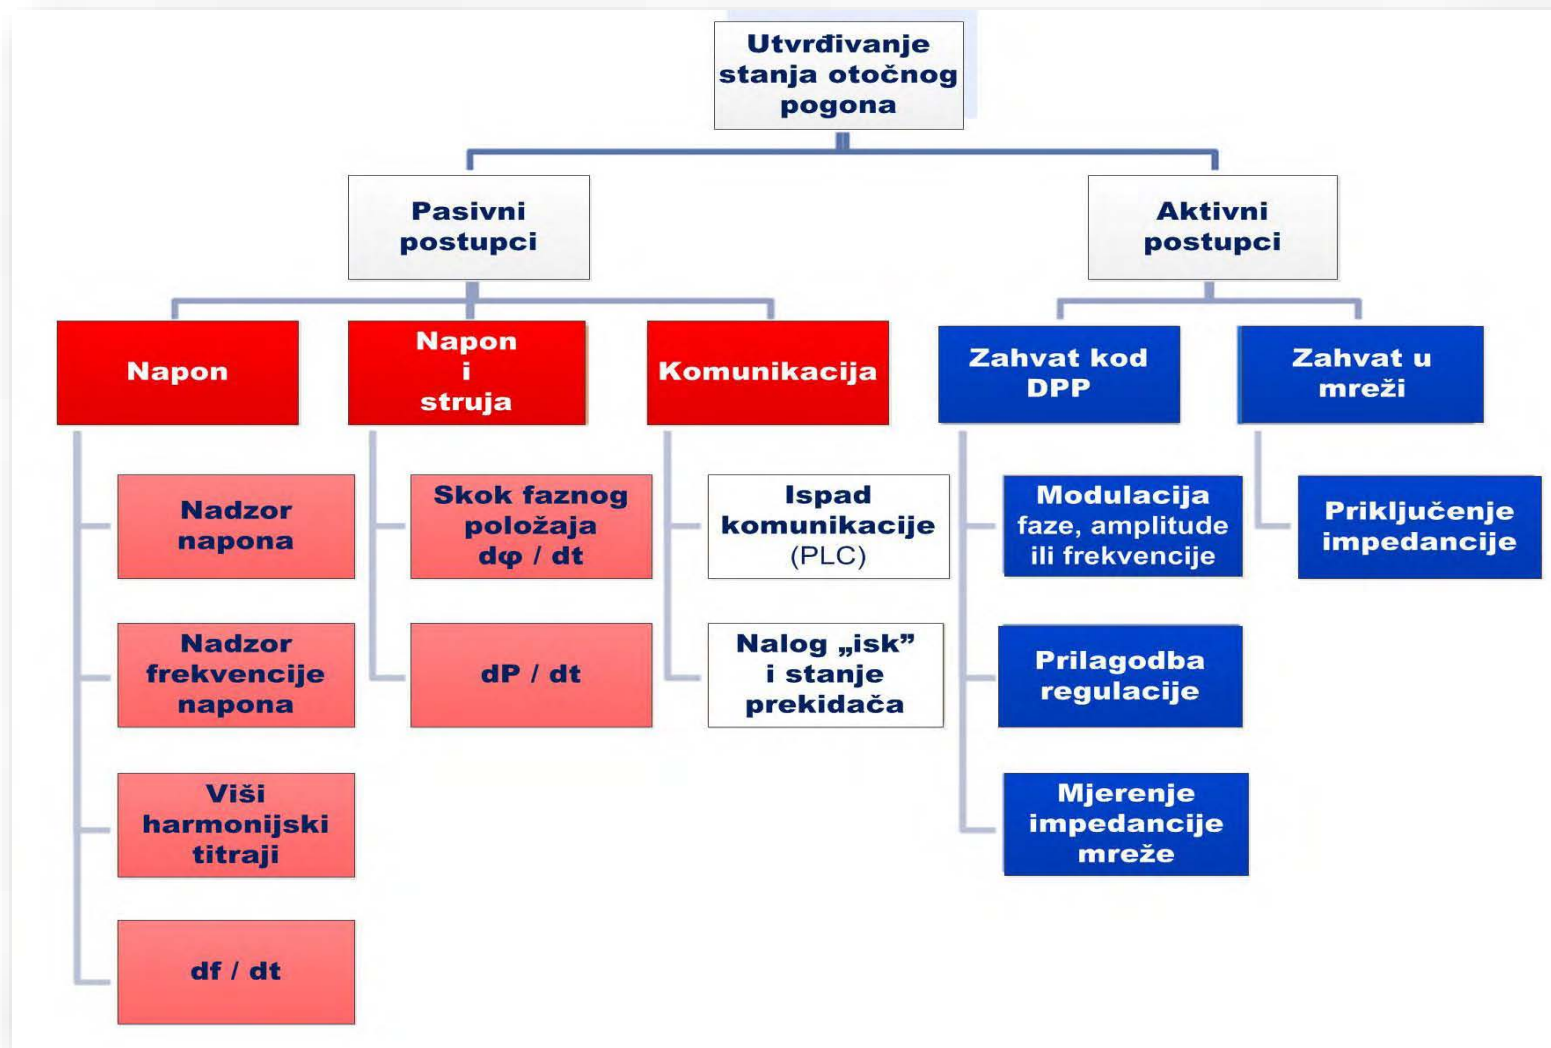 Utvrđivanje
stanja otočnog
pogona
Pasivni
postupci
Aktivni
postupci
Napon
Napon
i
struja
Komunikacija
Zahvat kod
DPP
Zahvat u
mreži
Nadzor
napona
Skok faznog
položaja
dφ / dt
Ispad
komunikacije
(PLC)
Modulacija
faze, amplitude
ili frekvencije
Priključenje
impedancije
Nadzor
frekvencije
napona
dP / dt
Nalog „isk”
i stanje
prekidača
Prilagodba
regulacije
Viši
harmonijski
titraji
Mjerenje
impedancije
mreže
df / dt